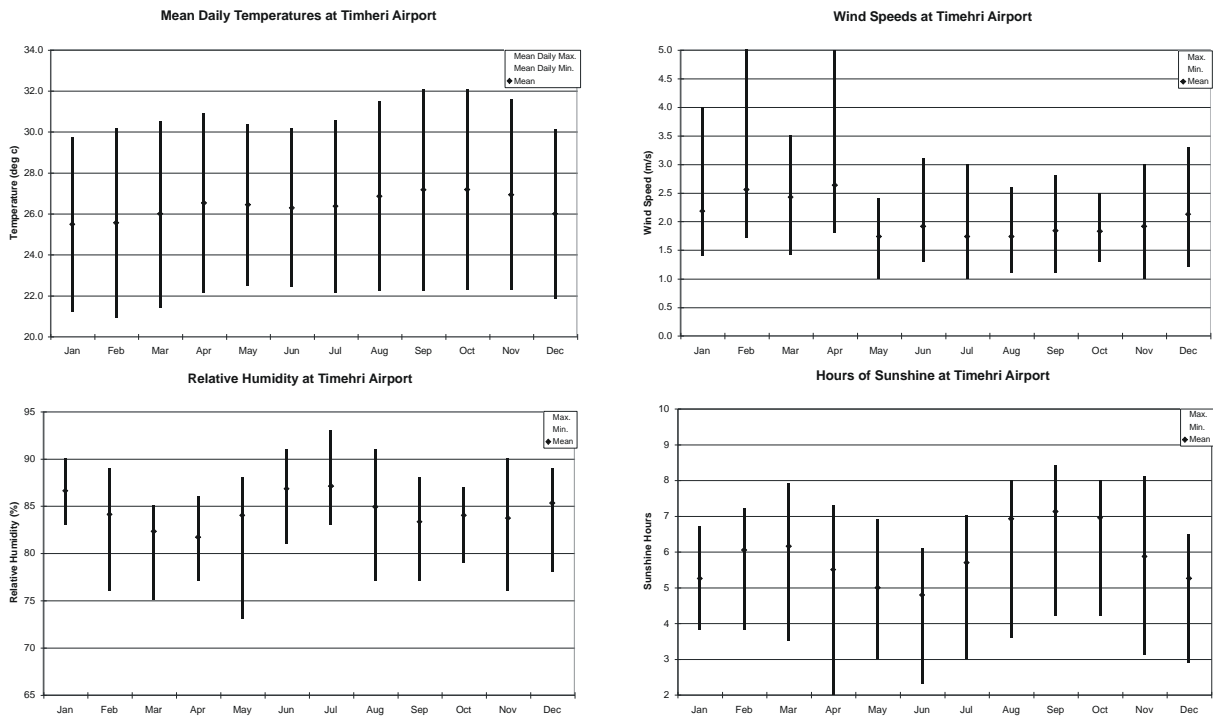 Mean Daily Temperatures at Timheri Airport
34.0
32.0
30.0
28.0
26.0
24.0
22.0
20.0
Temperature (deg c)
Mean Daily Max.
Mean Daily Min.
Mean
Jan Feb Mar Apr May Jun Jul Aug Sep Oct Nov Dec
Wind Speeds at Timehri Airport
5.0
4.5
4.0
3.5
3.0
2.5
2.0
1.5
1.0
0.5
0.0
Wind Speed (m/s)
Max.
Min.
Mean
Jan Feb Mar Apr May Jun Jul Aug Sep Oct Nov Dec
Relative Humidity at Timehri Airport
95
90
85
80
75
70
65
Relative Humidity (%)
Max.
Min.
Mean
Jan Feb Mar Apr May Jun Jul Aug Sep Oct Nov Dec
Hours of Sunshine at Timehri Airport
10
9
8
7
6
5
4
3
2
Sunshine Hours
Max.
Min.
Mean
Jan Feb Mar Apr May Jun Jul Aug Sep Oct Nov Dec